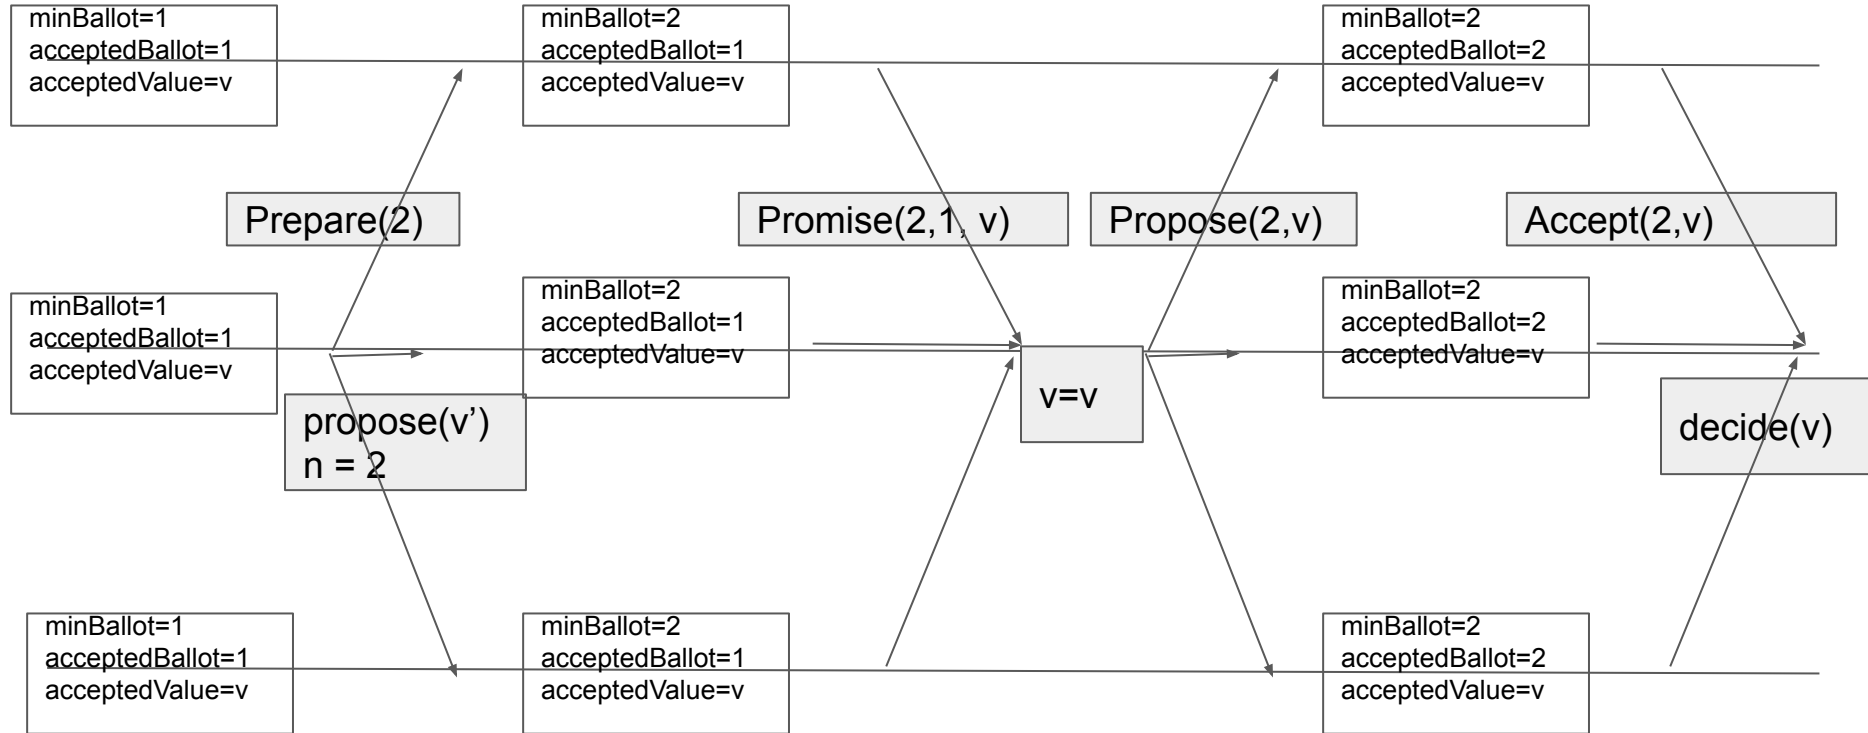 minBallot=1
acceptedBallot=1
acceptedValue=v
minBallot=2
acceptedBallot=1
acceptedValue=v
minBallot=2
acceptedBallot=2
acceptedValue=v
Prepare(2)
Promise(2,1, v)
Propose(2,v)
Accept(2,v)
minBallot=1
acceptedBallot=1
acceptedValue=v
minBallot=2
acceptedBallot=1
acceptedValue=v
minBallot=2
acceptedBallot=2
acceptedValue=v
propose(v’)
n = 2
v=v
decide(v)
minBallot=1
acceptedBallot=1
acceptedValue=v
minBallot=2
acceptedBallot=1
acceptedValue=v
minBallot=2
acceptedBallot=2
acceptedValue=v